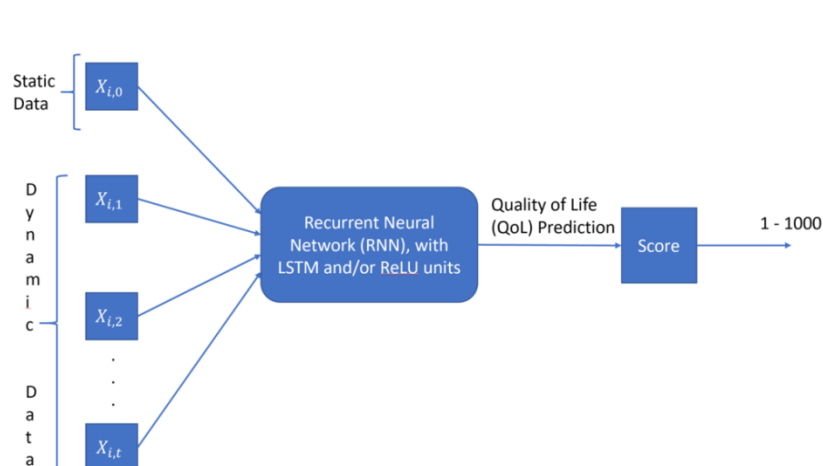 Static
Data
X_{i,0}
D
y
n
a
m
i
c
D
a
t
a
X_{i,1}
X_{i,2}
.
.
.
X_{i,t}
Recurrent Neural
Network (RNN), with
LSTM and/or ReLU units
Quality of Life
(QoL) Prediction
Score
1 - 1000